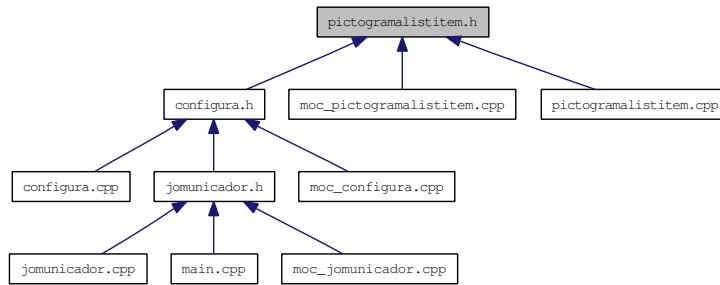 pictogramalistitem.h
configura.h
moc_pictogramalistitem.cpp
pictogramalistitem.cpp
configura.cpp
jomunicador.h
moc_configura.cpp
jomunicador.cpp
main.cpp
moc_jomunicador.cpp